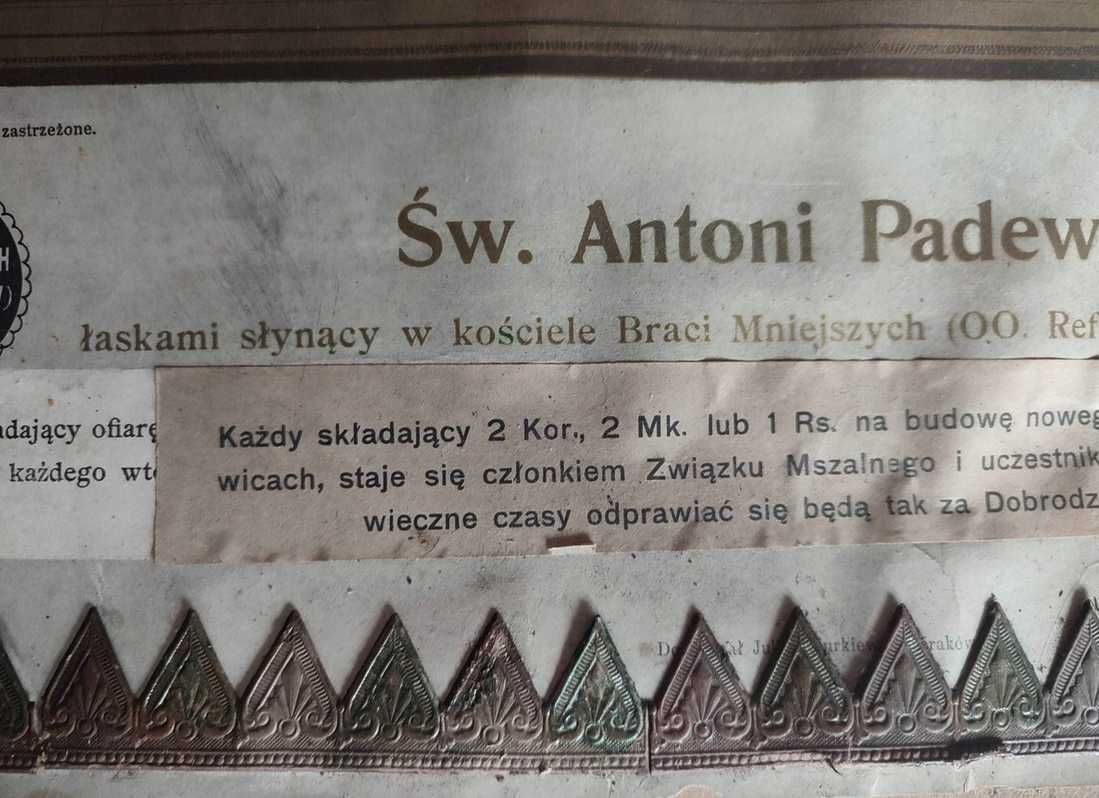 zastrzeżone.
Św. Antoni Padew
łaskami słynący w kościele Braci Mniejszych (OO. Ref
adający ofiarę
każdego wto
Każdy składający 2 Kor., 2 Mk. lub 1 Rs. na budowę noweg
wicach, staje się członkiem Związku Mszalnego i uczestnik
wieczne czasy odprawiać się będą tak za Dobrodz